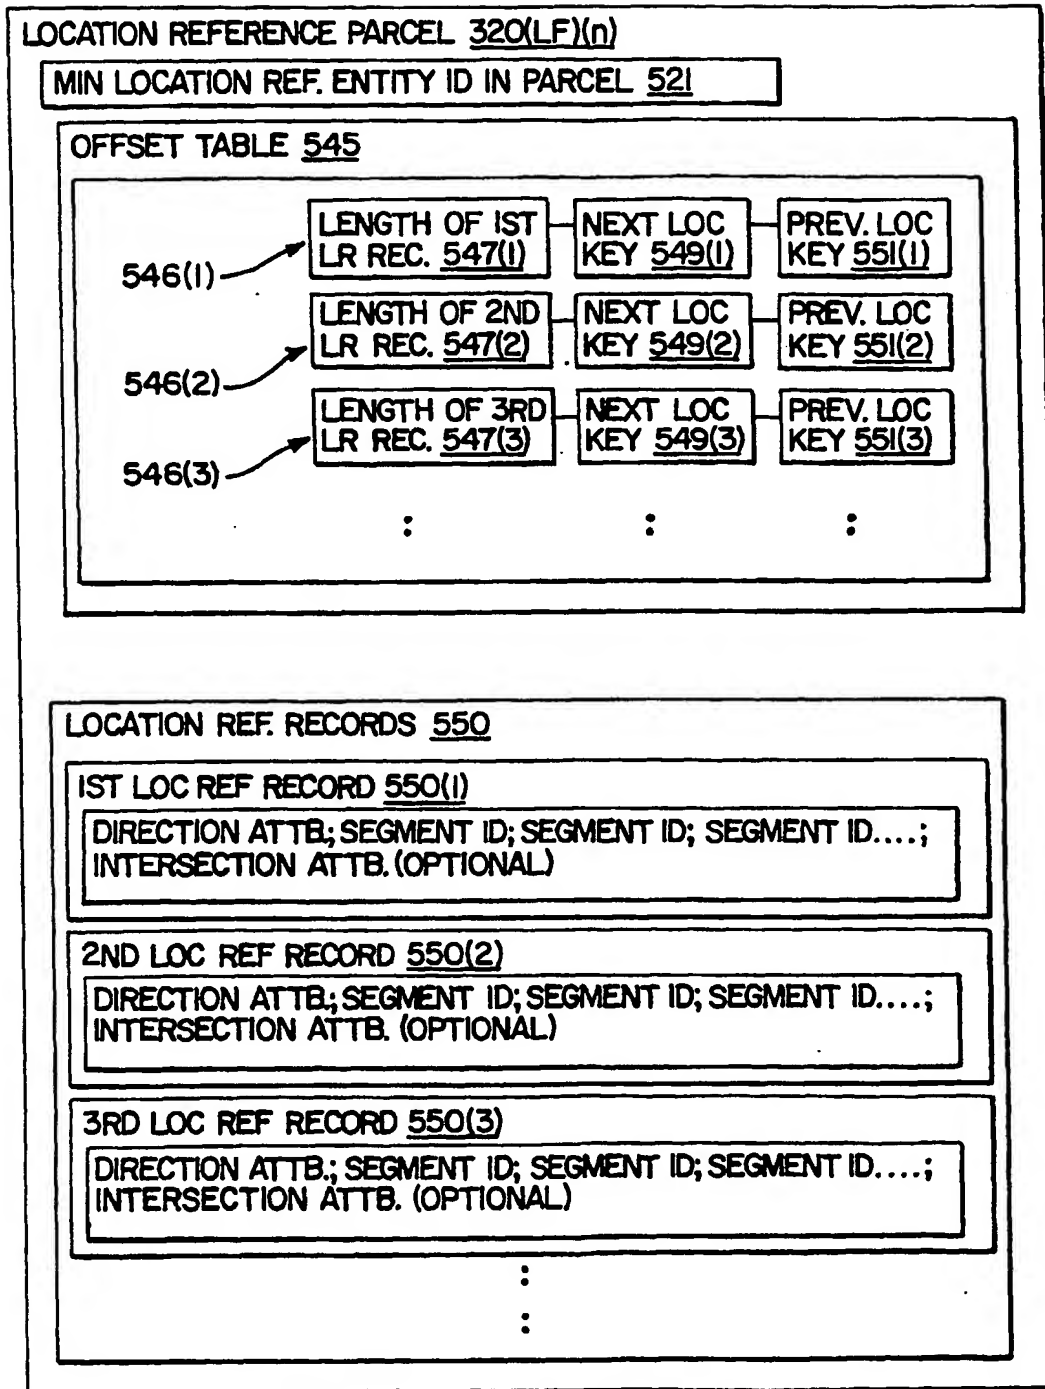 LOCATION REFERENCE PARCEL 320(LF)(n)
MIN LOCATION REF. ENTITY ID IN PARCEL 521
OFFSET TABLE 545
546(1)
LENGTH OF 1ST
LR REC. 547(1)
NEXT LOC
KEY 549(1)
PREV. LOC
KEY 551(1)
546(2)
LENGTH OF 2ND
LR REC. 547(2)
NEXT LOC
KEY 549(2)
PREV. LOC
KEY 551(2)
546(3)
LENGTH OF 3RD
LR REC. 547(3)
NEXT LOC
KEY 549(3)
PREV. LOC
KEY 551(3)
LOCATION REF. RECORDS 550
1ST LOC REF RECORD 550(1)
DIRECTION ATTB.; SEGMENT ID; SEGMENT ID; SEGMENT ID....;
INTERSECTION ATTB. (OPTIONAL)
2ND LOC REF RECORD 550(2)
DIRECTION ATTB.; SEGMENT ID; SEGMENT ID; SEGMENT ID....;
INTERSECTION ATTB. (OPTIONAL)
3RD LOC REF RECORD 550(3)
DIRECTION ATTB.; SEGMENT ID; SEGMENT ID; SEGMENT ID....;
INTERSECTION ATTB. (OPTIONAL)